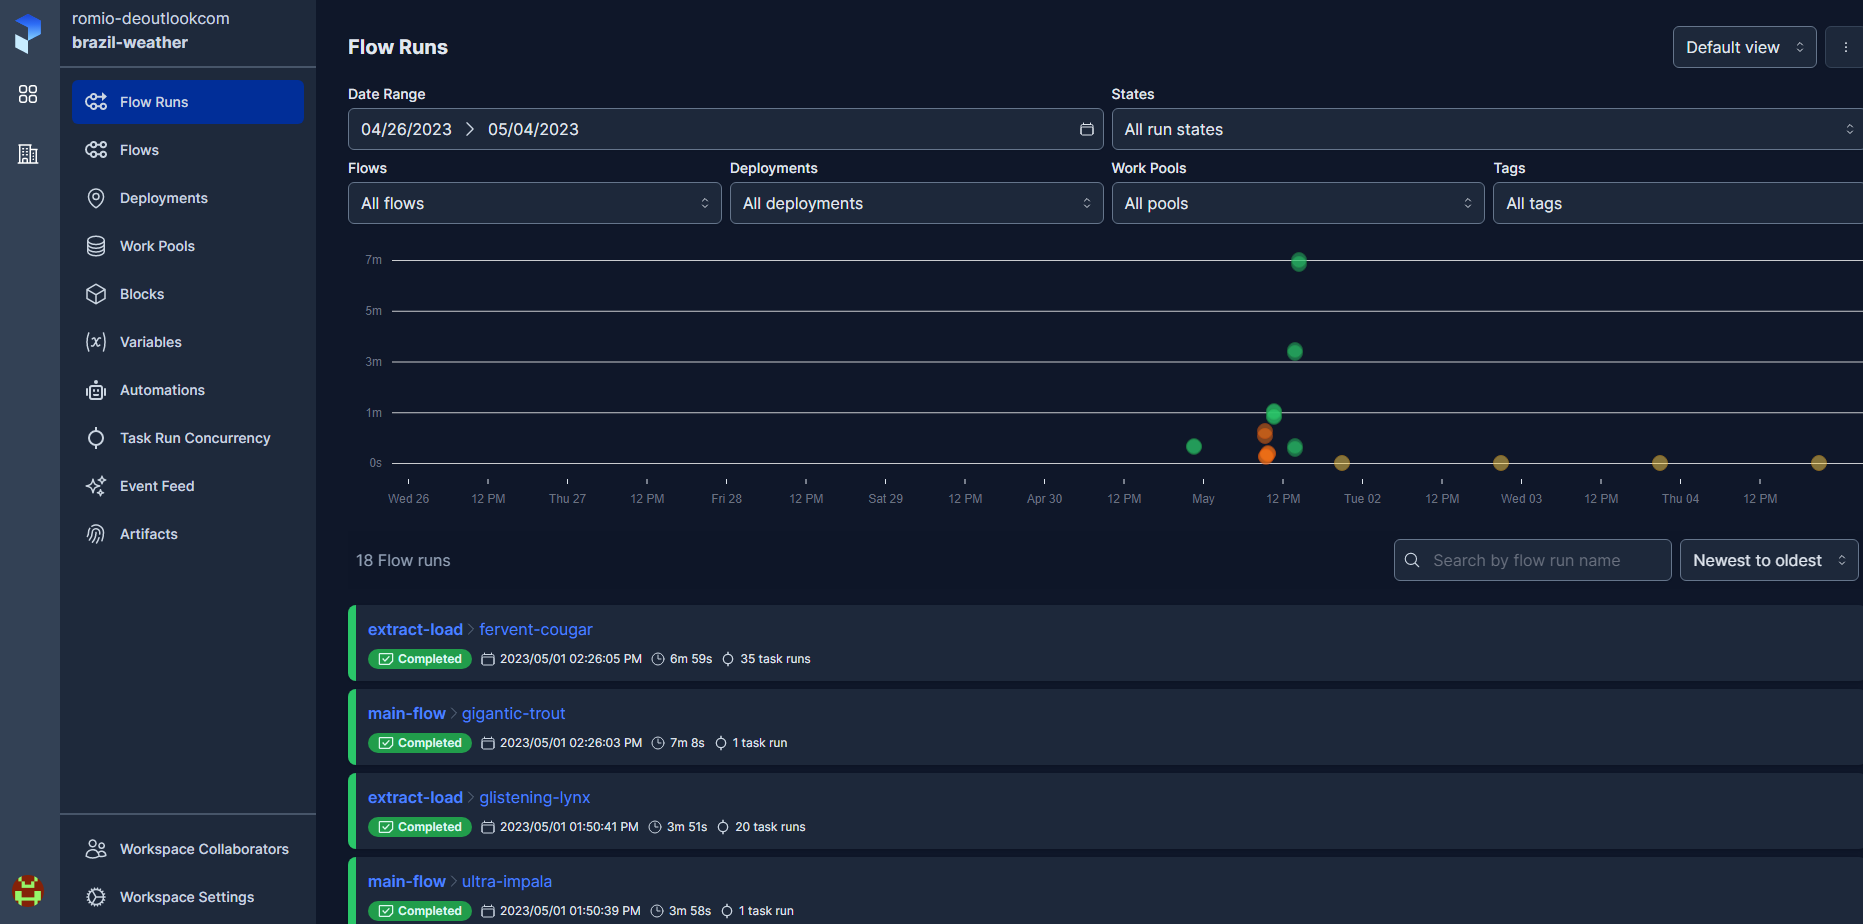 romio-deoutlookcom
brazil-weather
Flow Runs
Flows
Deployments
Work Pools
Blocks
Variables
Automations
Task Run Concurrency
Event Feed
Artifacts
Workspace Collaborators
Workspace Settings
Flow Runs
Default view
Date Range
States
04/26/2023 > 05/04/2023
All run states
Flows Deployments Work Pools Tags
All flows All deployments All pools All tags
7m
5m
3m
1m
0s
Wed 26 12 PM Thu 27 12 PM Fri 28 12 PM Sat 29 12 PM Apr 30 12 PM May 12 PM Tue 02 12 PM Wed 03 12 PM Thu 04 12 PM
18 Flow runs
Search by flow run name
Newest to oldest
extract-load > fervent-cougar
Completed 2023/05/01 02:26:05 PM 6m 59s 35 task runs
main-flow > gigantic-trout
Completed 2023/05/01 02:26:03 PM 7m 8s 1 task run
extract-load > glistening-lynx
Completed 2023/05/01 01:50:41 PM 3m 51s 20 task runs
main-flow > ultra-impala
Completed 2023/05/01 01:50:39 PM 3m 58s 1 task run